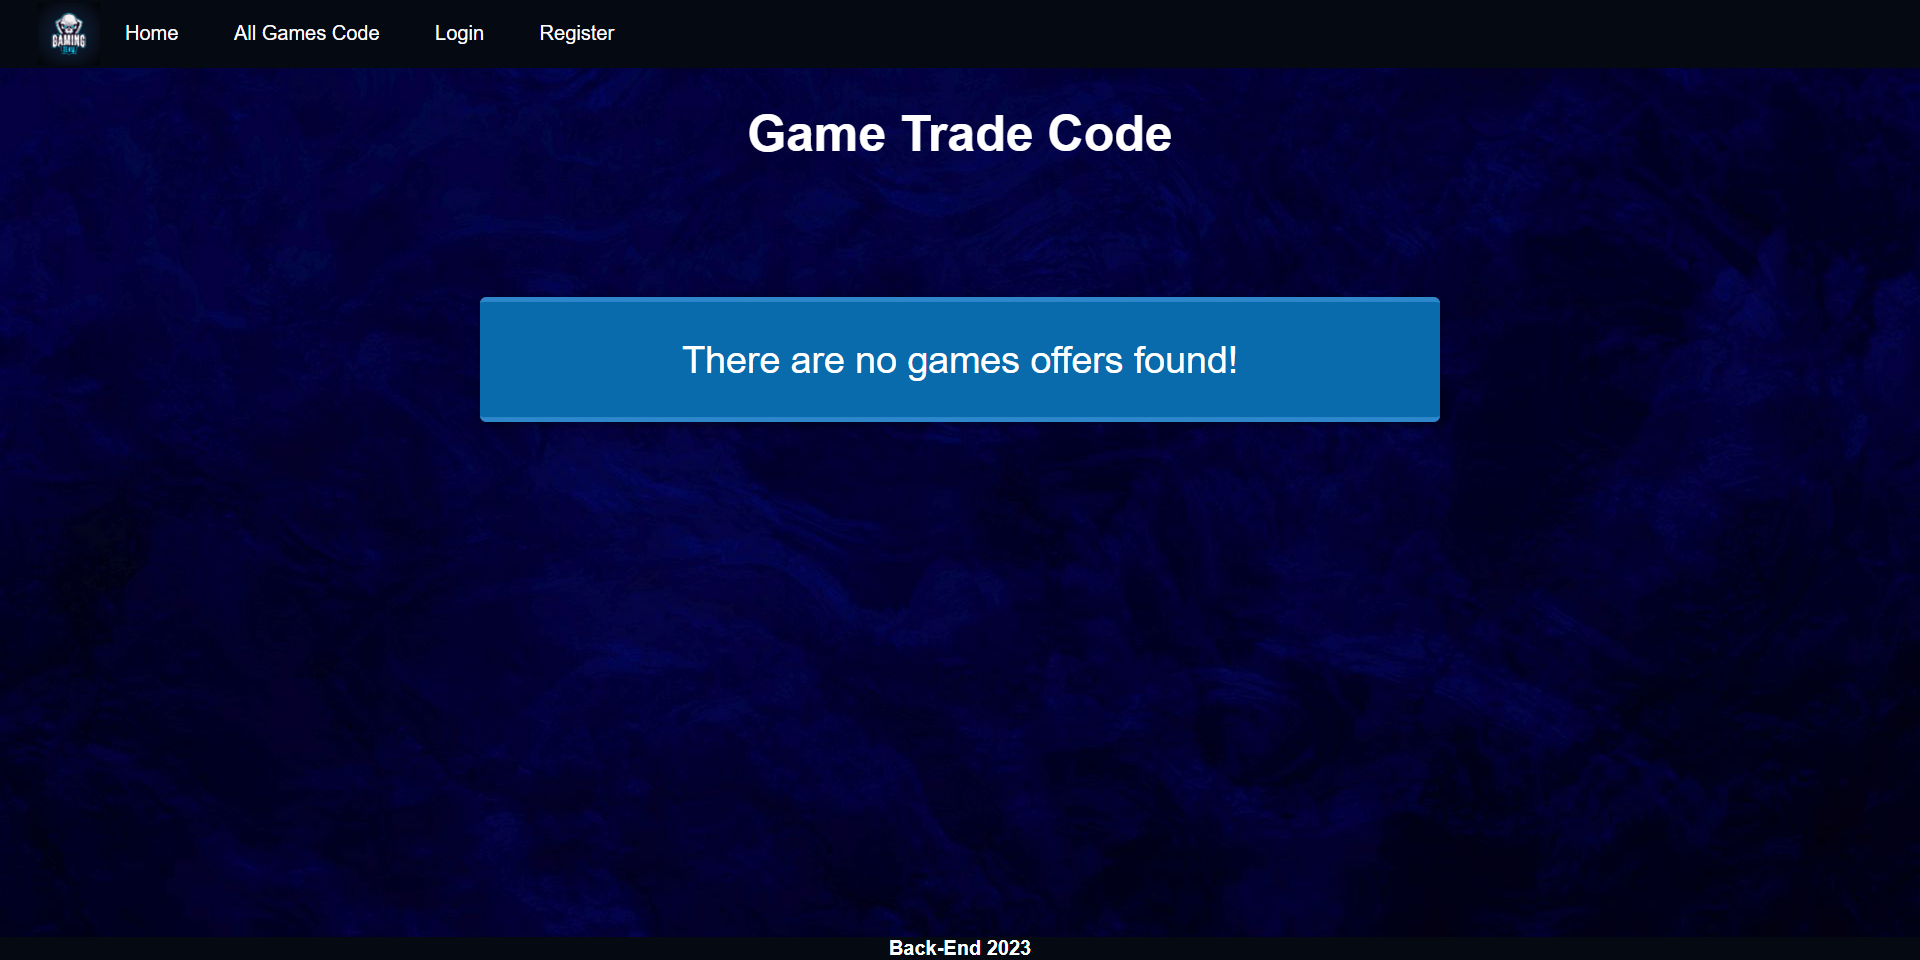 GAMING
Home
All Games Code
Login
Register
Game Trade Code
There are no games offers found!
Back-End 2023